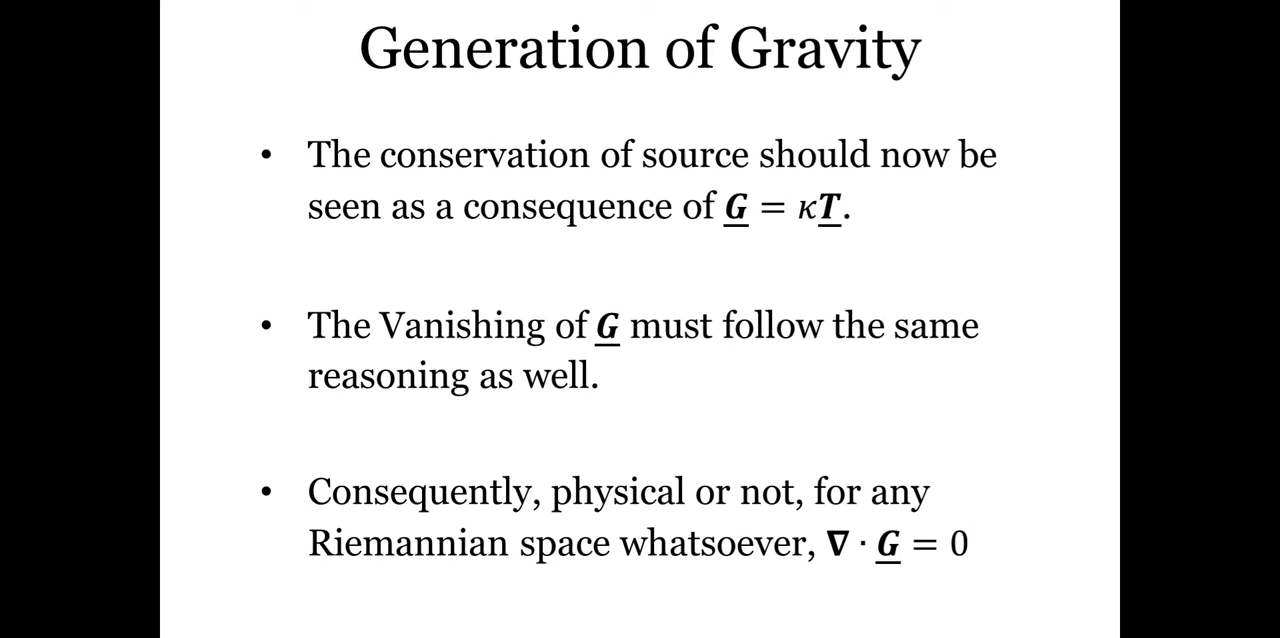 Generation of Gravity
• The conservation of source should now be
seen as a consequence of G = κT.
• The Vanishing of G must follow the same
reasoning as well.
• Consequently, physical or not, for any
Riemannian space whatsoever, ∇ · G = 0